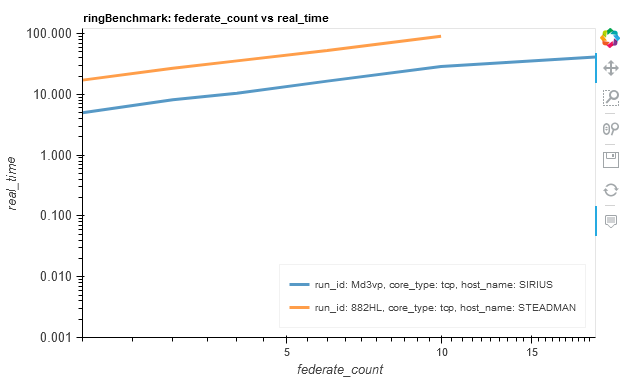 ringBenchmark: federate_count vs real_time
100.000
10.000
1.000
0.100
0.010
0.001
real_time
run_id: Md3vp, core_type: tcp, host_name: SIRIUS
run_id: 882HL, core_type: tcp, host_name: STEADMAN
5
10
15
federate_count